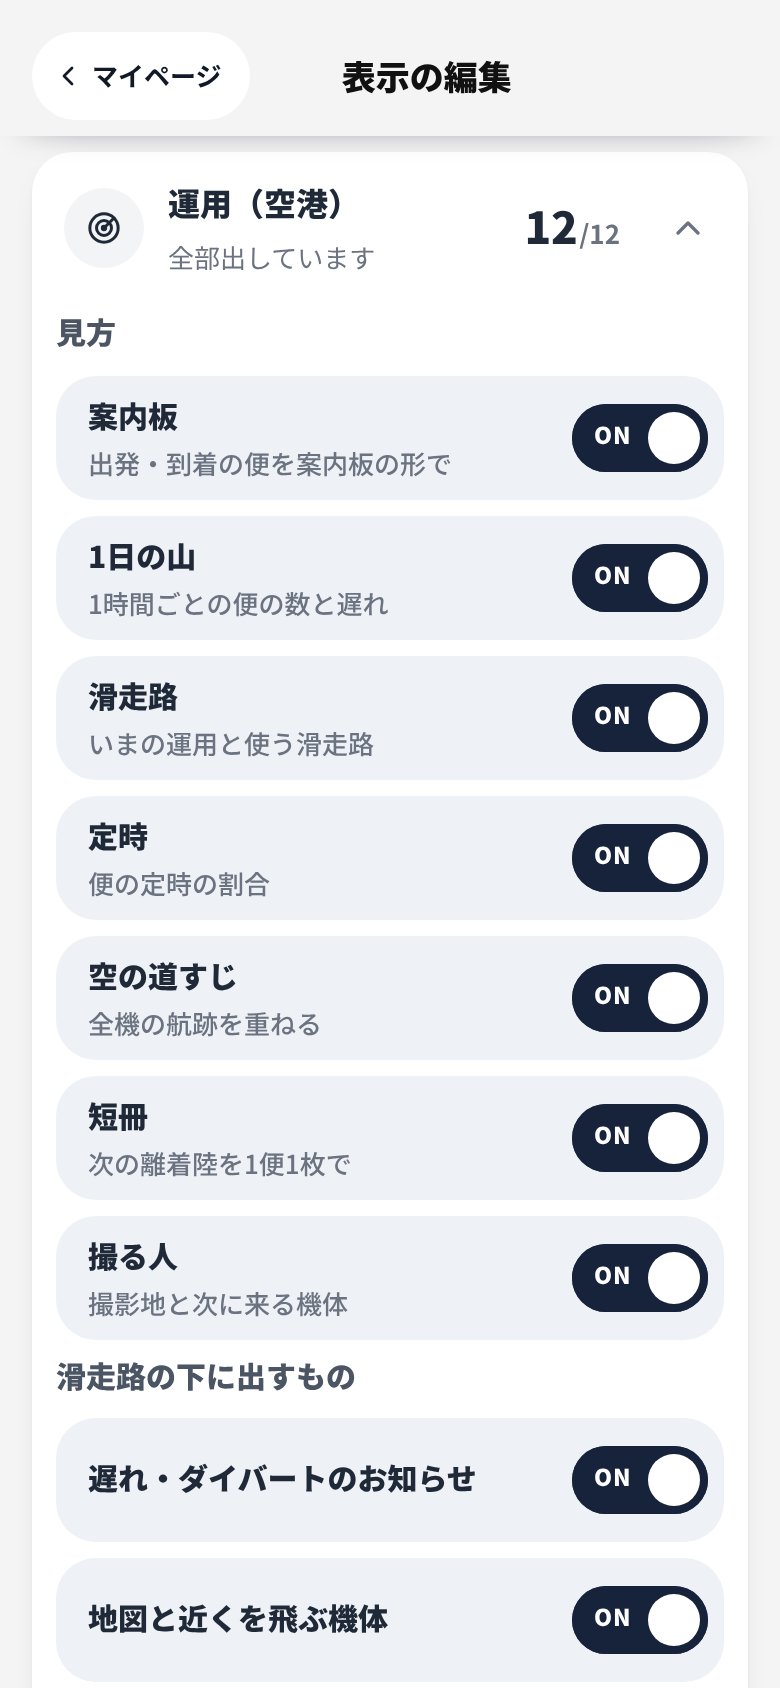 マイページ
表示の編集
運用（空港）
全部出しています
12/12
見方
案内板
出発・到着の便を案内板の形で
ON
1日の山
1時間ごとの便の数と遅れ
ON
滑走路
いまの運用と使う滑走路
ON
定時
便の定時の割合
ON
空の道すじ
全機の航跡を重ねる
ON
短冊
次の離着陸を1便1枚で
ON
撮る人
撮影地と次に来る機体
ON
滑走路の下に出すもの
遅れ・ダイバートのお知らせ
ON
地図と近くを飛ぶ機体
ON